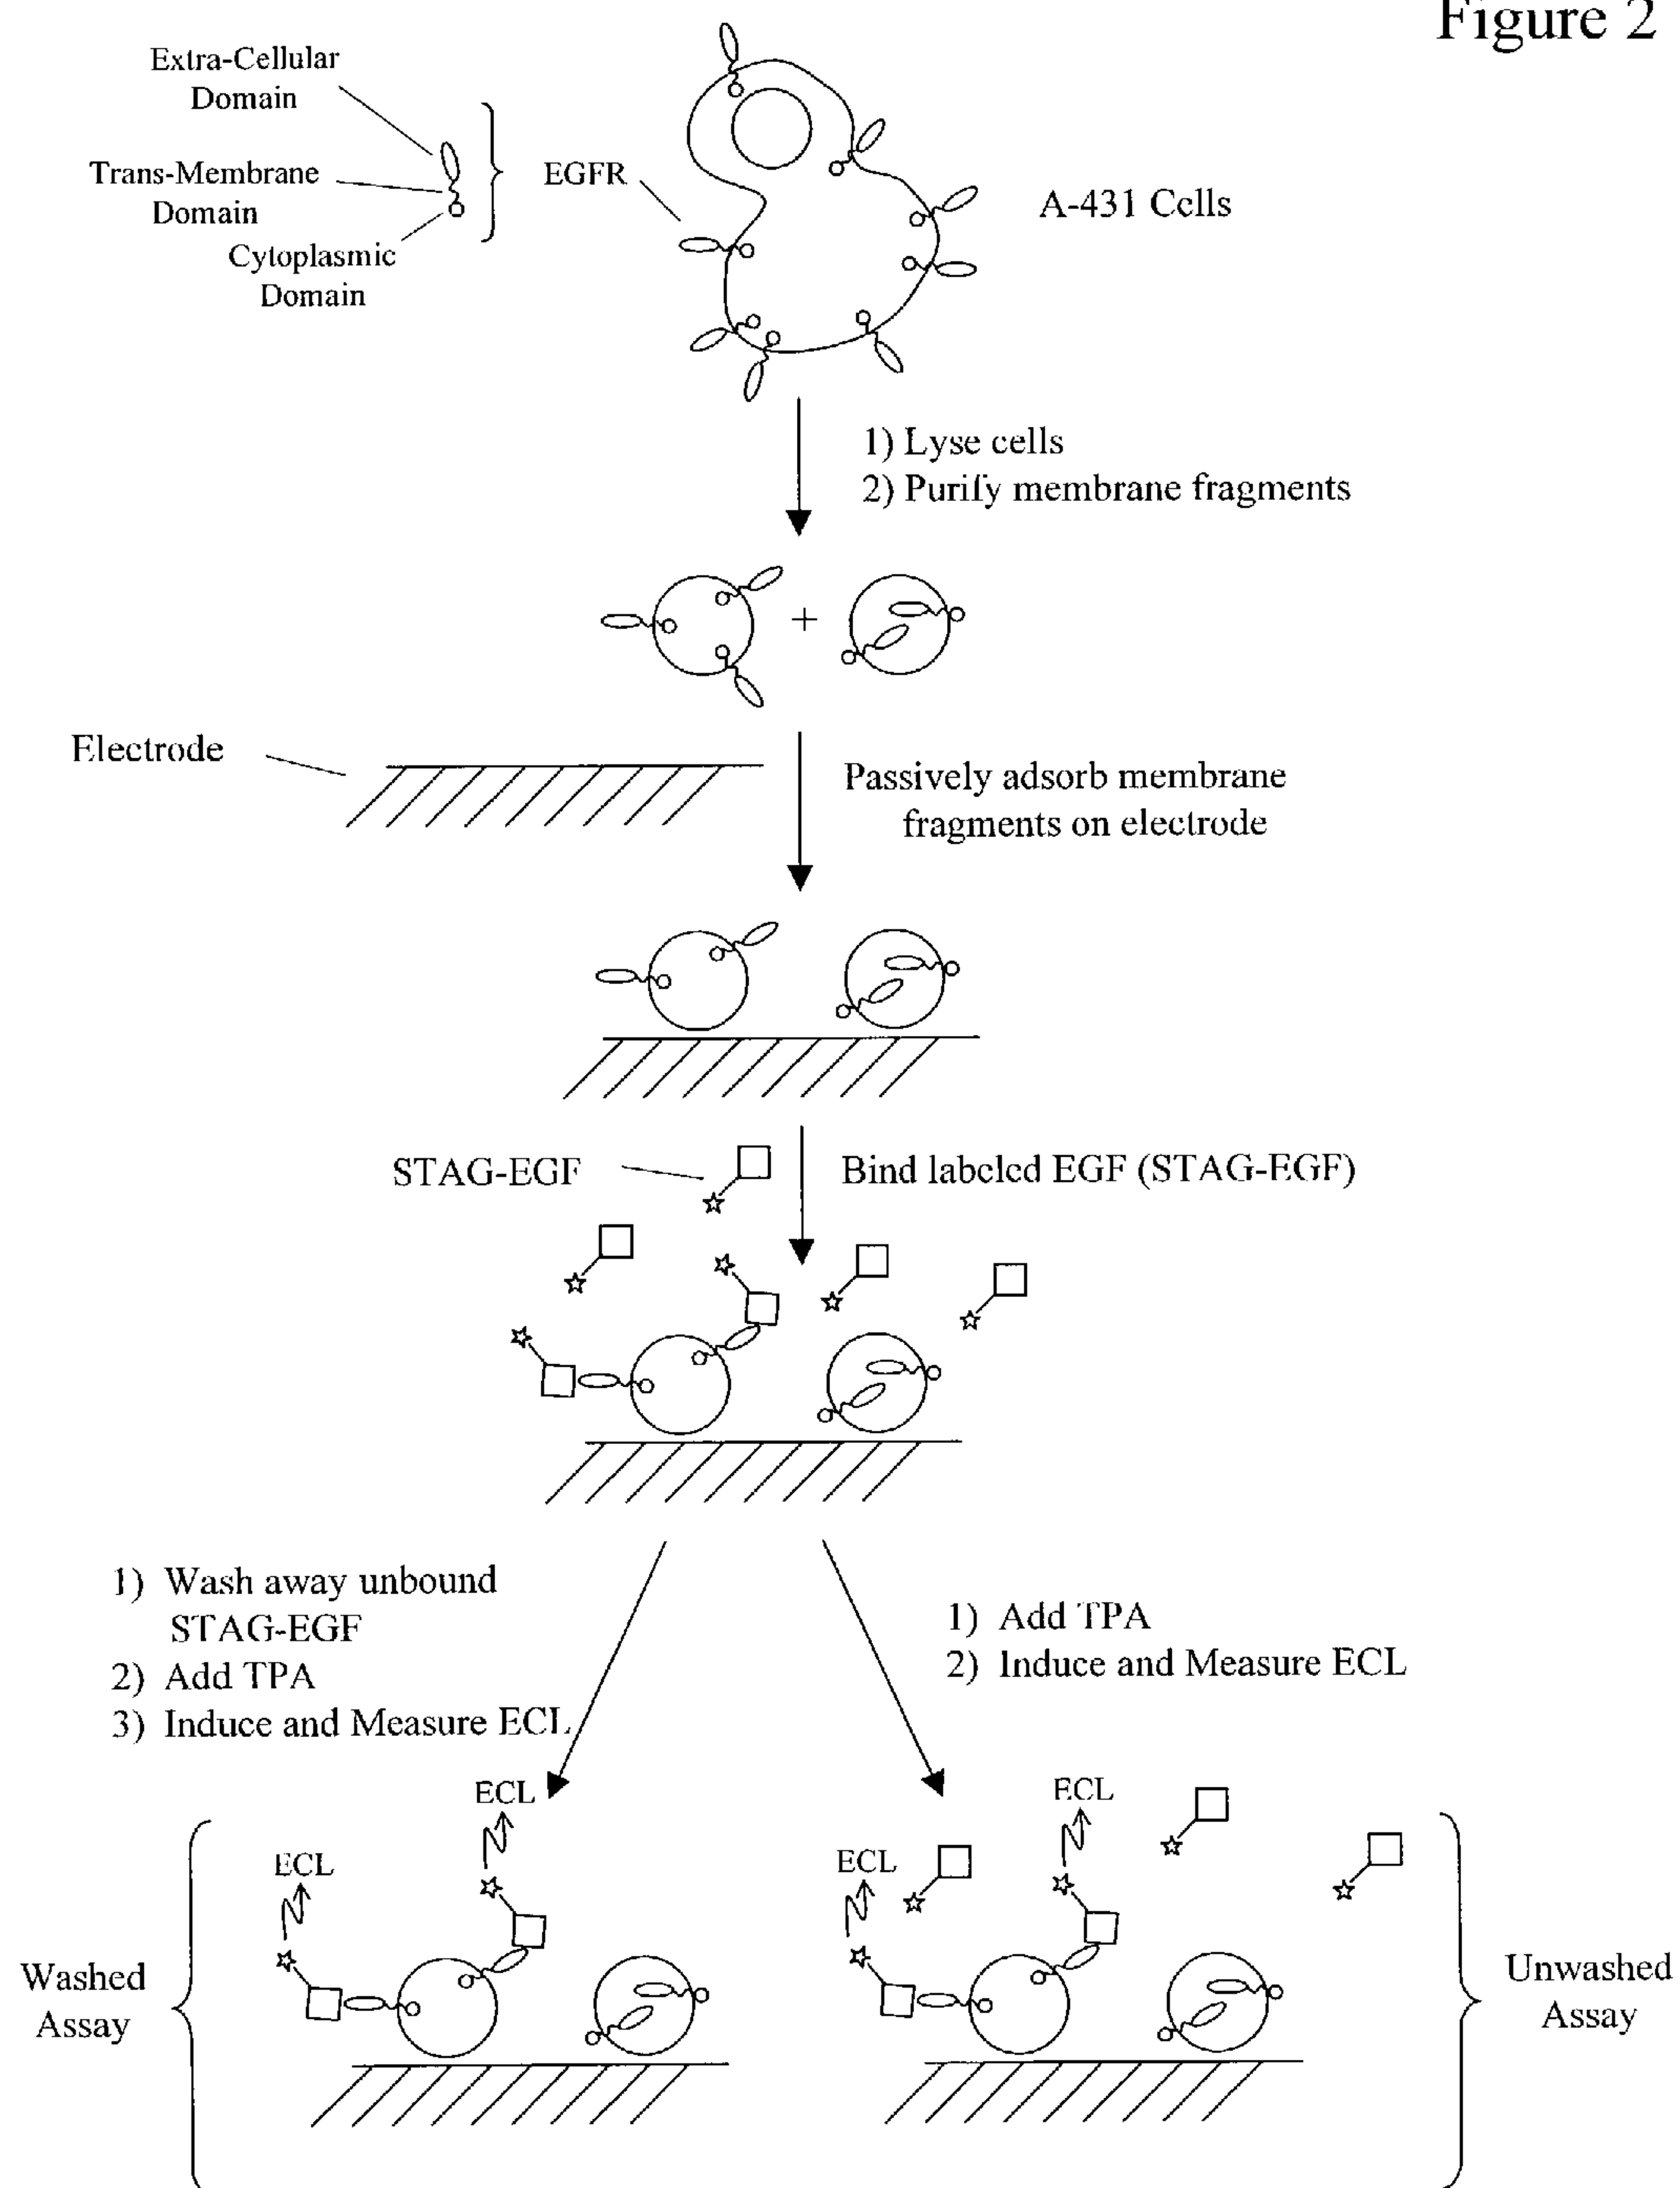 Figure 2
Extra-Cellular
Domain
Trans-Membrane
Domain
Cytoplasmic
Domain
EGFR
A-431 Cells
1) Lyse cells
2) Purify membrane fragments
+
Electrode
Passively adsorb membrane
fragments on electrode
STAG-EGF
Bind labeled EGF (STAG-EGF)
1) Wash away unbound
STAG-EGF
2) Add TPA
3) Induce and Measure ECL
1) Add TPA
2) Induce and Measure ECL
ECL
ECL
ECL
ECL
Washed
Assay
Unwashed
Assay